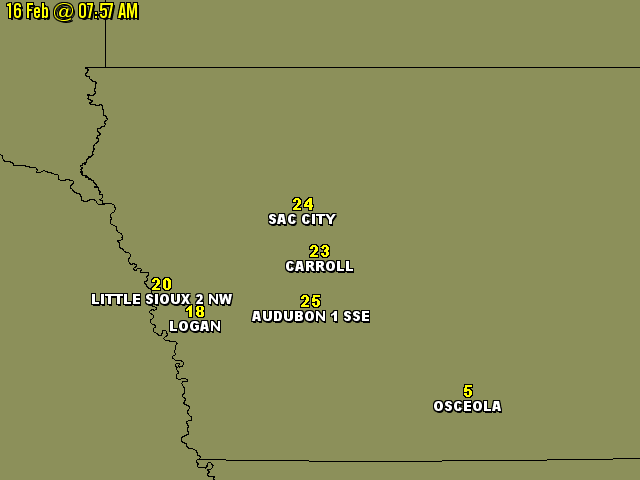 16 Feb @ 07:57 AM
24
SAC CITY
23
CARROLL
20
LITTLE SIOUX 2 NW
18
LOGAN
25
AUDUBON 1 SSE
5
OSCEOLA